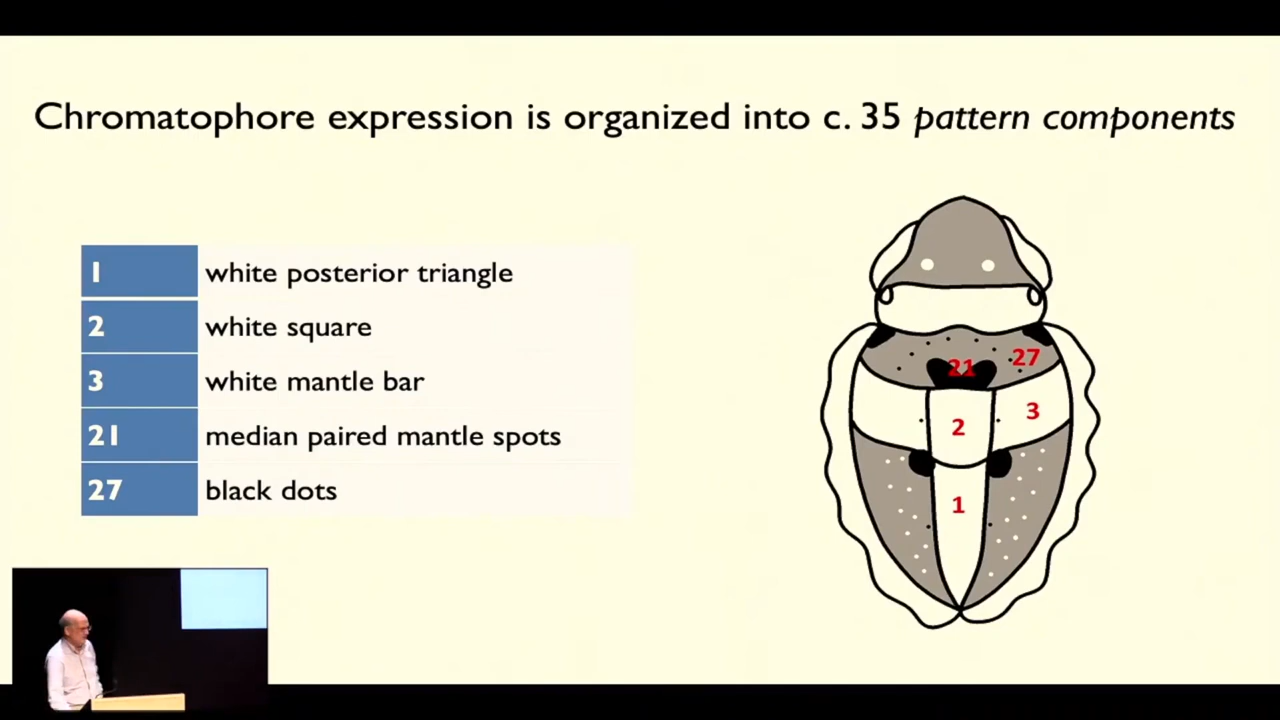 Chromatophore expression is organized into c. 35 pattern components
1 white posterior triangle
2 white square
3 white mantle bar
21 median paired mantle spots
27 black dots
21
27
3
2
1